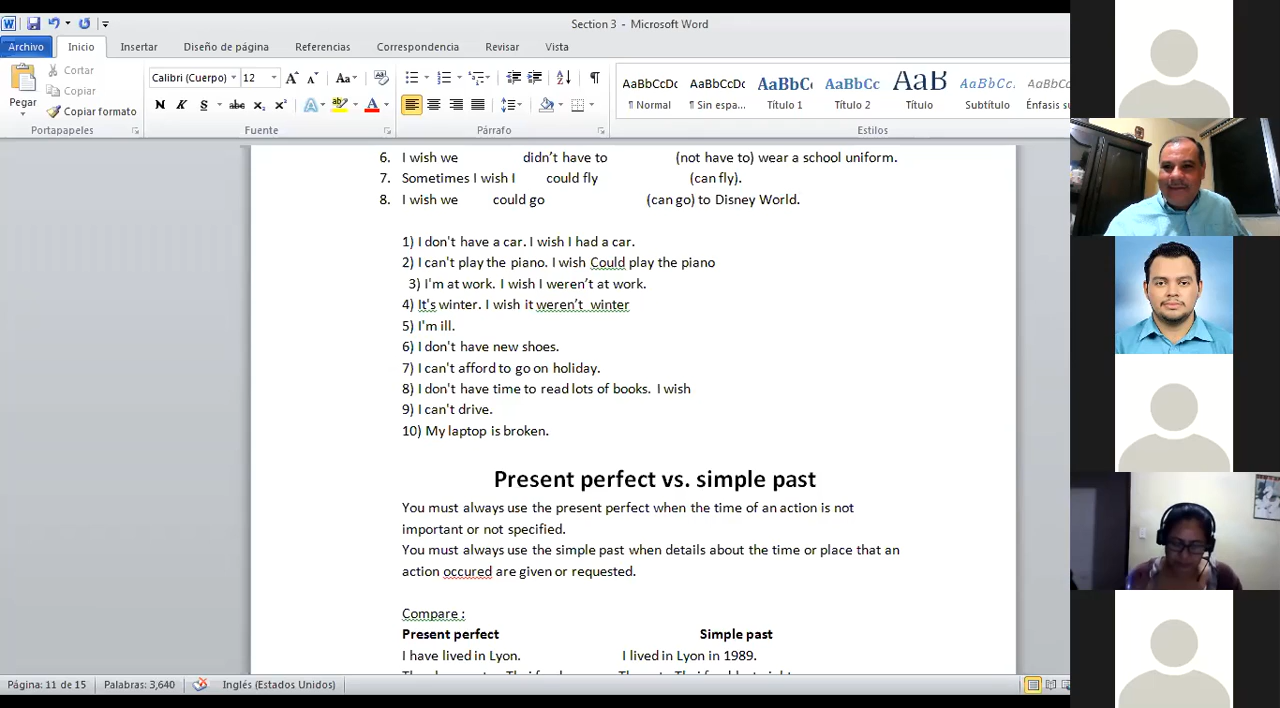 Section 3 - Microsoft Word
Archivo Inicio Insertar Diseño de página Referencias Correspondencia Revisar Vista
Pegar
Cortar
Copiar
Copiar formato
Portapapeles
Calibri (Cuerpo) 12
Fuente
Párrafo
AaBbCcDc AaBbCcDc AaBbC AaBbCc AaB AaBbCc. AaBbCcDc
¶ Normal ¶ Sin espa... Título 1 Título 2 Título Subtítulo Énfasis
Estilos
6. I wish we didn't have to (not have to) wear a school uniform.
7. Sometimes I wish I could fly (can fly).
8. I wish we could go (can go) to Disney World.
1) I don't have a car. I wish I had a car.
2) I can't play the piano. I wish Could play the piano
3) I'm at work. I wish I weren't at work.
4) It's winter. I wish it weren't winter
5) I'm ill.
6) I don't have new shoes.
7) I can't afford to go on holiday.
8) I don't have time to read lots of books. I wish
9) I can't drive.
10) My laptop is broken.
Present perfect vs. simple past
You must always use the present perfect when the time of an action is not
important or not specified.
You must always use the simple past when details about the time or place that an
action occured are given or requested.
Compare :
Present perfect Simple past
I have lived in Lyon. I lived in Lyon in 1989.
Página: 11 de 15 Palabras: 3,640 Inglés (Estados Unidos)